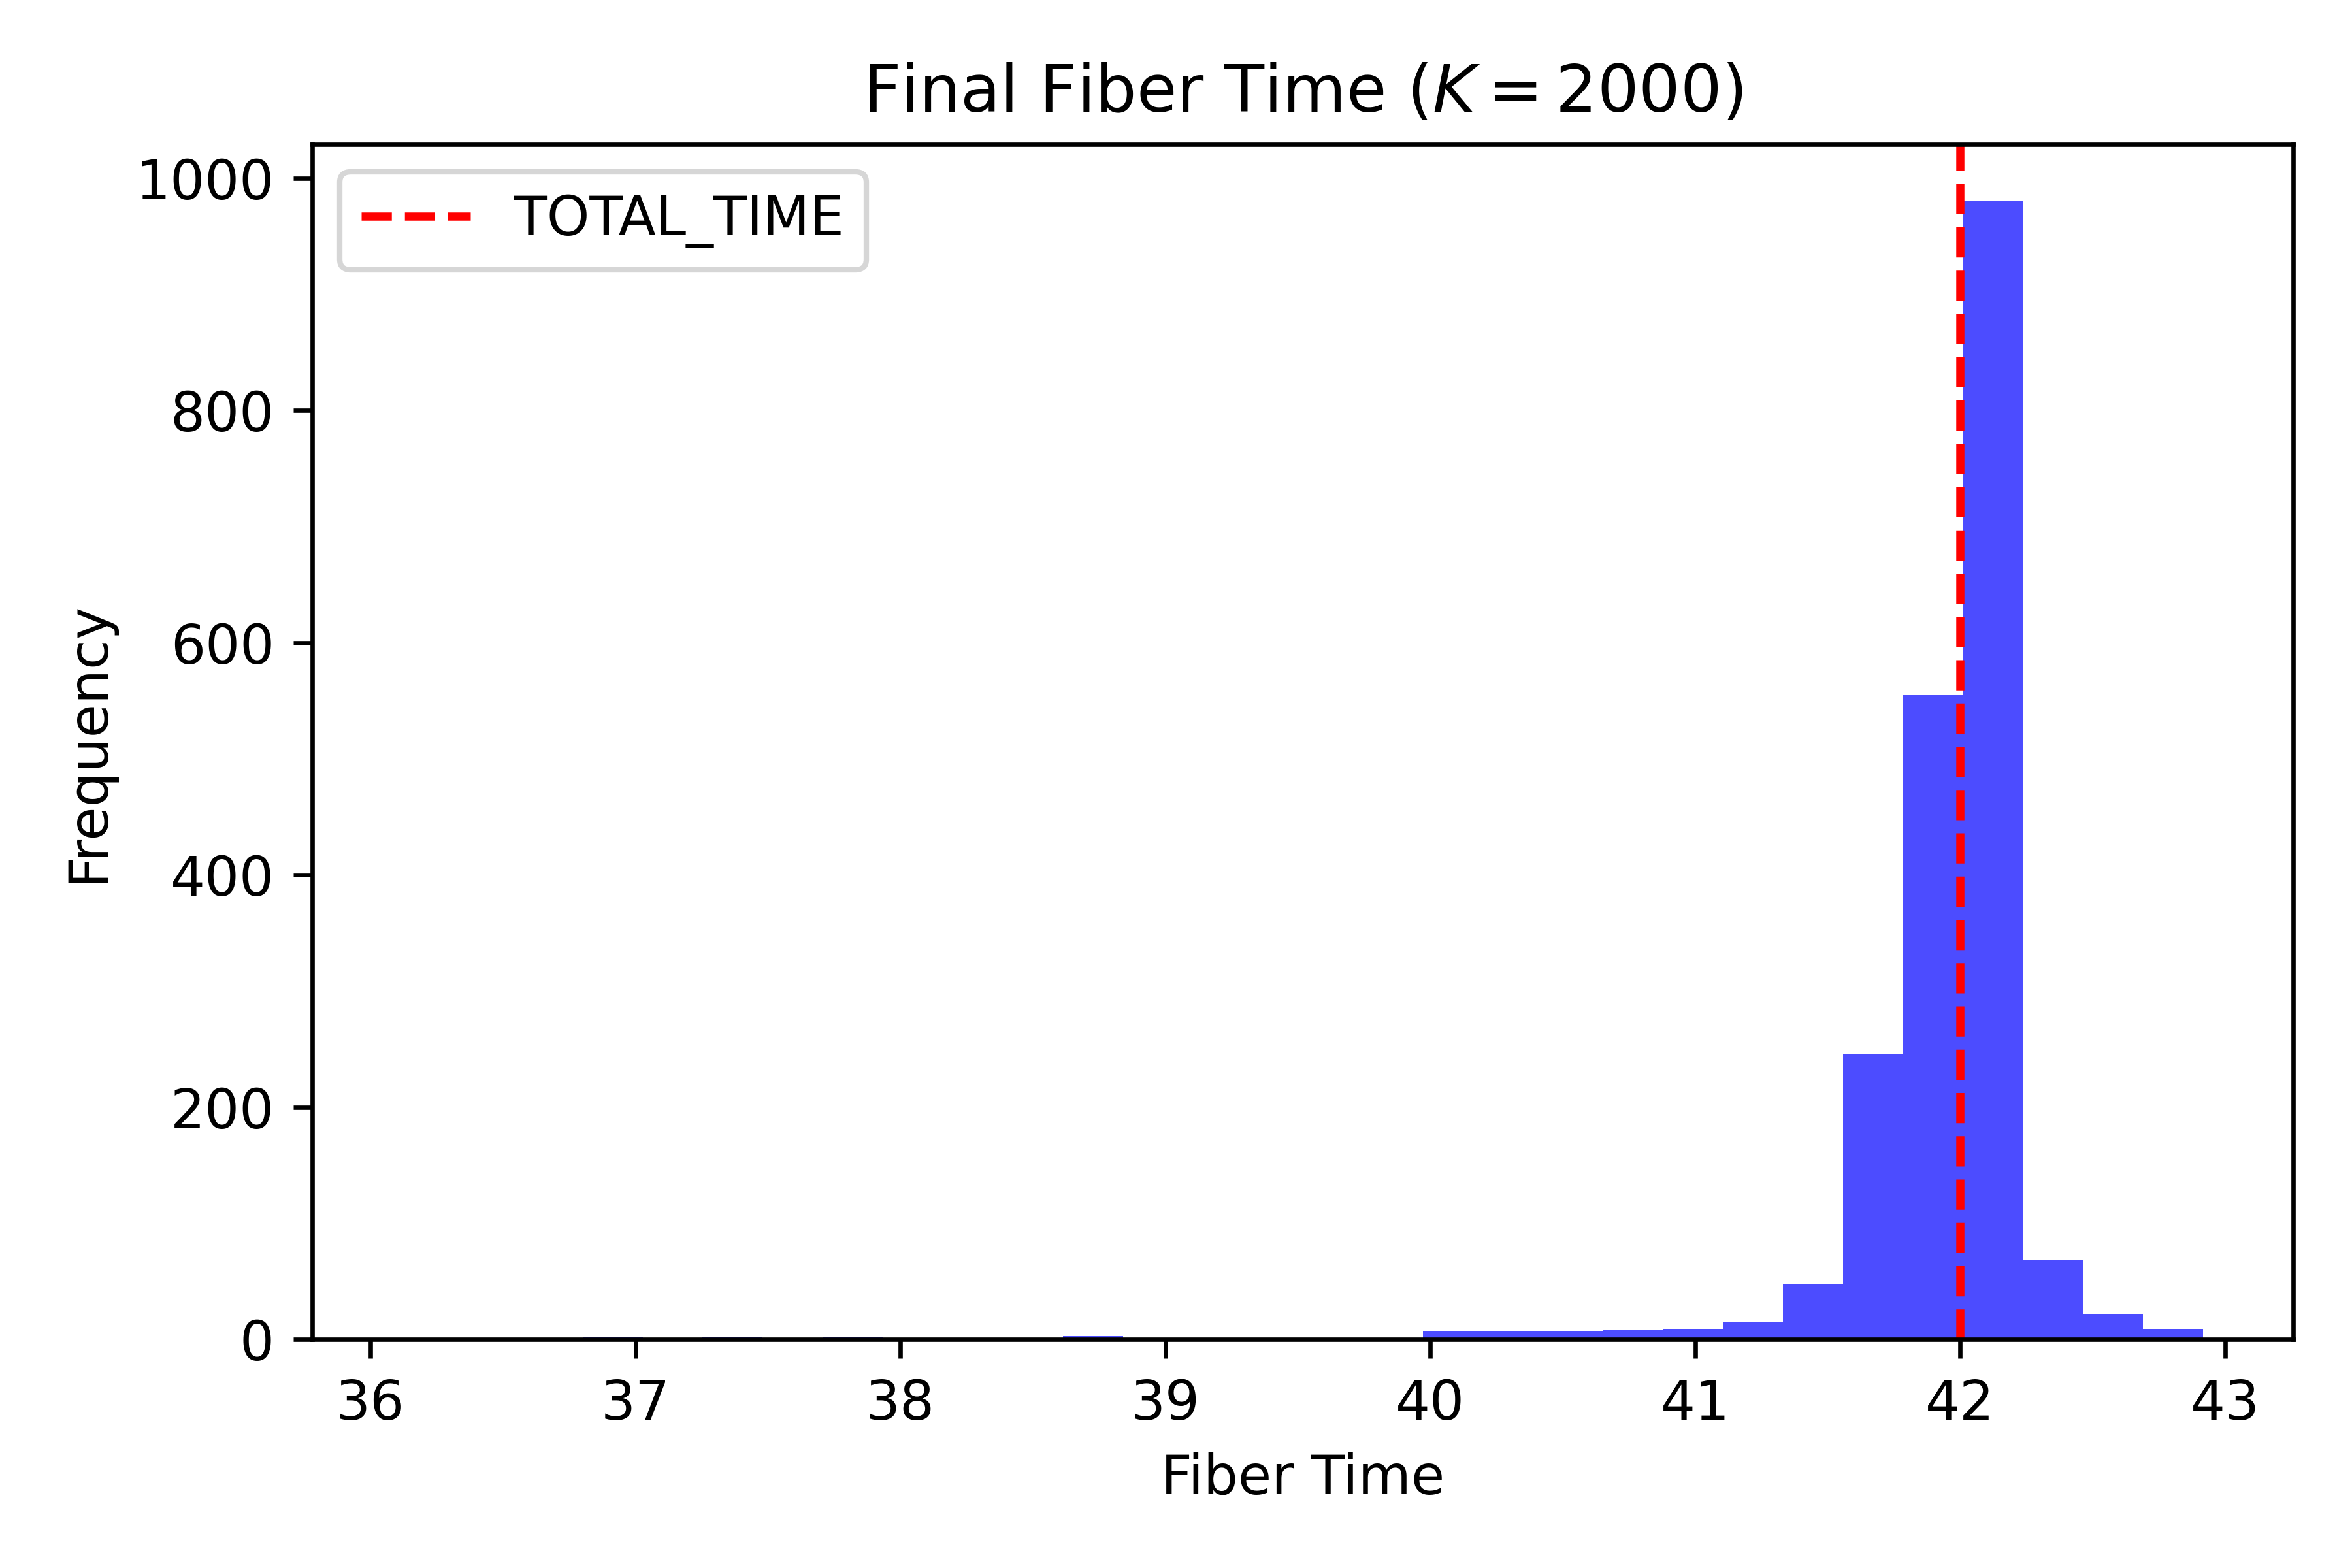 Final Fiber Time (K = 2000)
TOTAL_TIME
1000
800
600
400
200
0
Frequency
36 37 38 39 40 41 42 43
Fiber Time